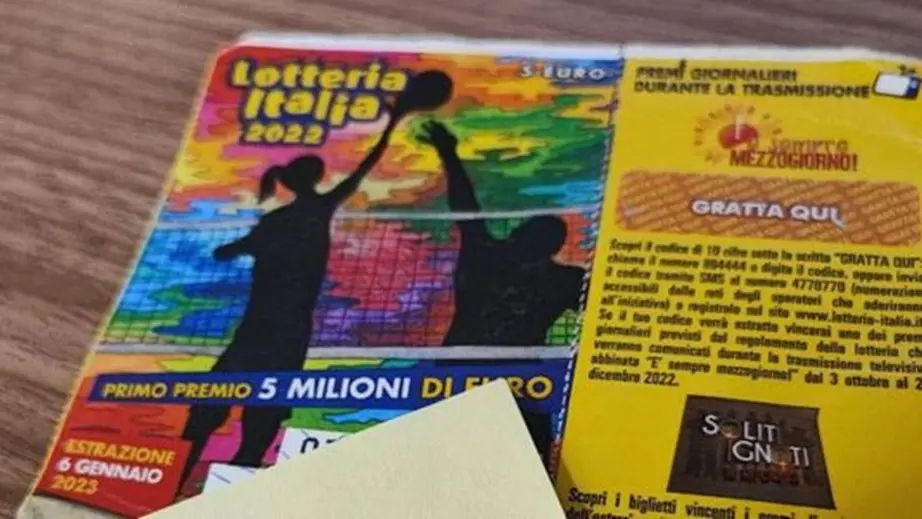 Lotteria
Italia
2022
5 EURO
PRIMO PREMIO 5 MILIONI DI EURO
ESTRAZIONE
6 GENNAIO
2023
PREMI GIORNALIERI
DURANTE LA TRASMISSIONE
È sempre
MEZZOGIORNO!
GRATTA QUI
Scopri il codice di 10 cifre sotto la scritta "GRATTA QUI":
chiama il numero 894444 e digita il codice, oppure invia
il codice tramite SMS al numero 4770770 (numerazioni
accessibili dalle reti degli operatori che aderiranno
all'iniziativa) o registralo sul sito www.lotteria-italia.
Se il tuo codice verrà estratto vincerai uno dei premi
giornalieri previsti dal regolamento della lotteria che
verranno comunicati durante la trasmissione televisiva
abbinata "E' sempre mezzogiorno!" dal 3 ottobre al 2
dicembre 2022.
SOLIT
IGNOTI
Scopri i biglietti vincenti i premi